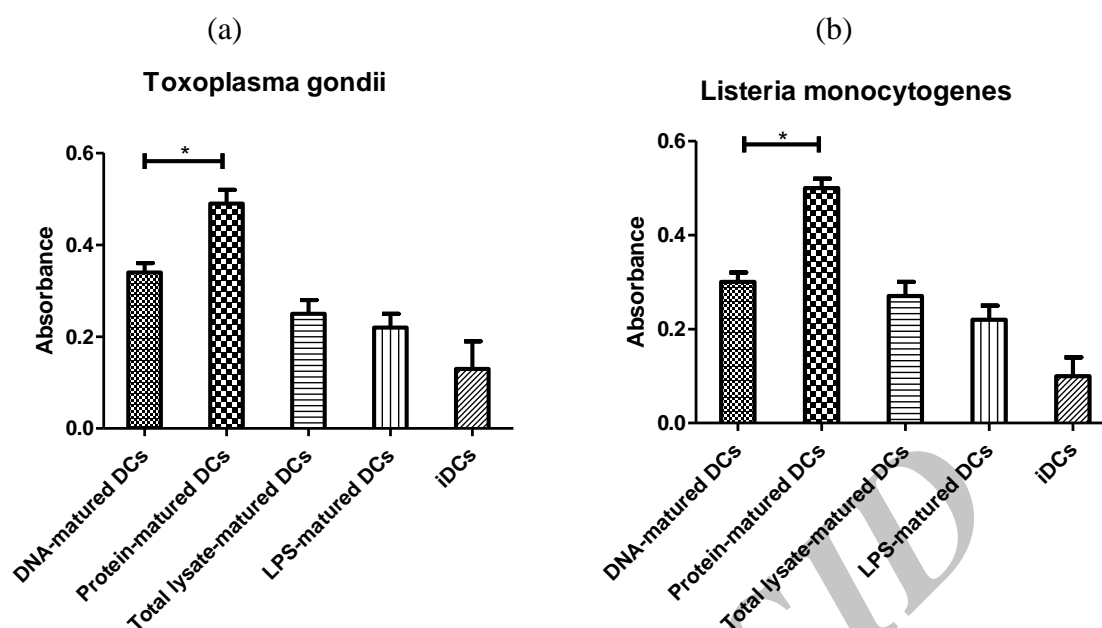 (a)
Toxoplasma gondii
Absorbance
0.6
0.4
0.2
0.0
*
DNA-matured DCs
Protein-matured DCs
Total lysate-matured DCs
LPS-matured DCs
iDCs
(b)
Listeria monocytogenes
Absorbance
0.6
0.4
0.2
0.0
*
DNA-matured DCs
Protein-matured DCs
Total lysate-matured DCs
LPS-matured DCs
iDCs